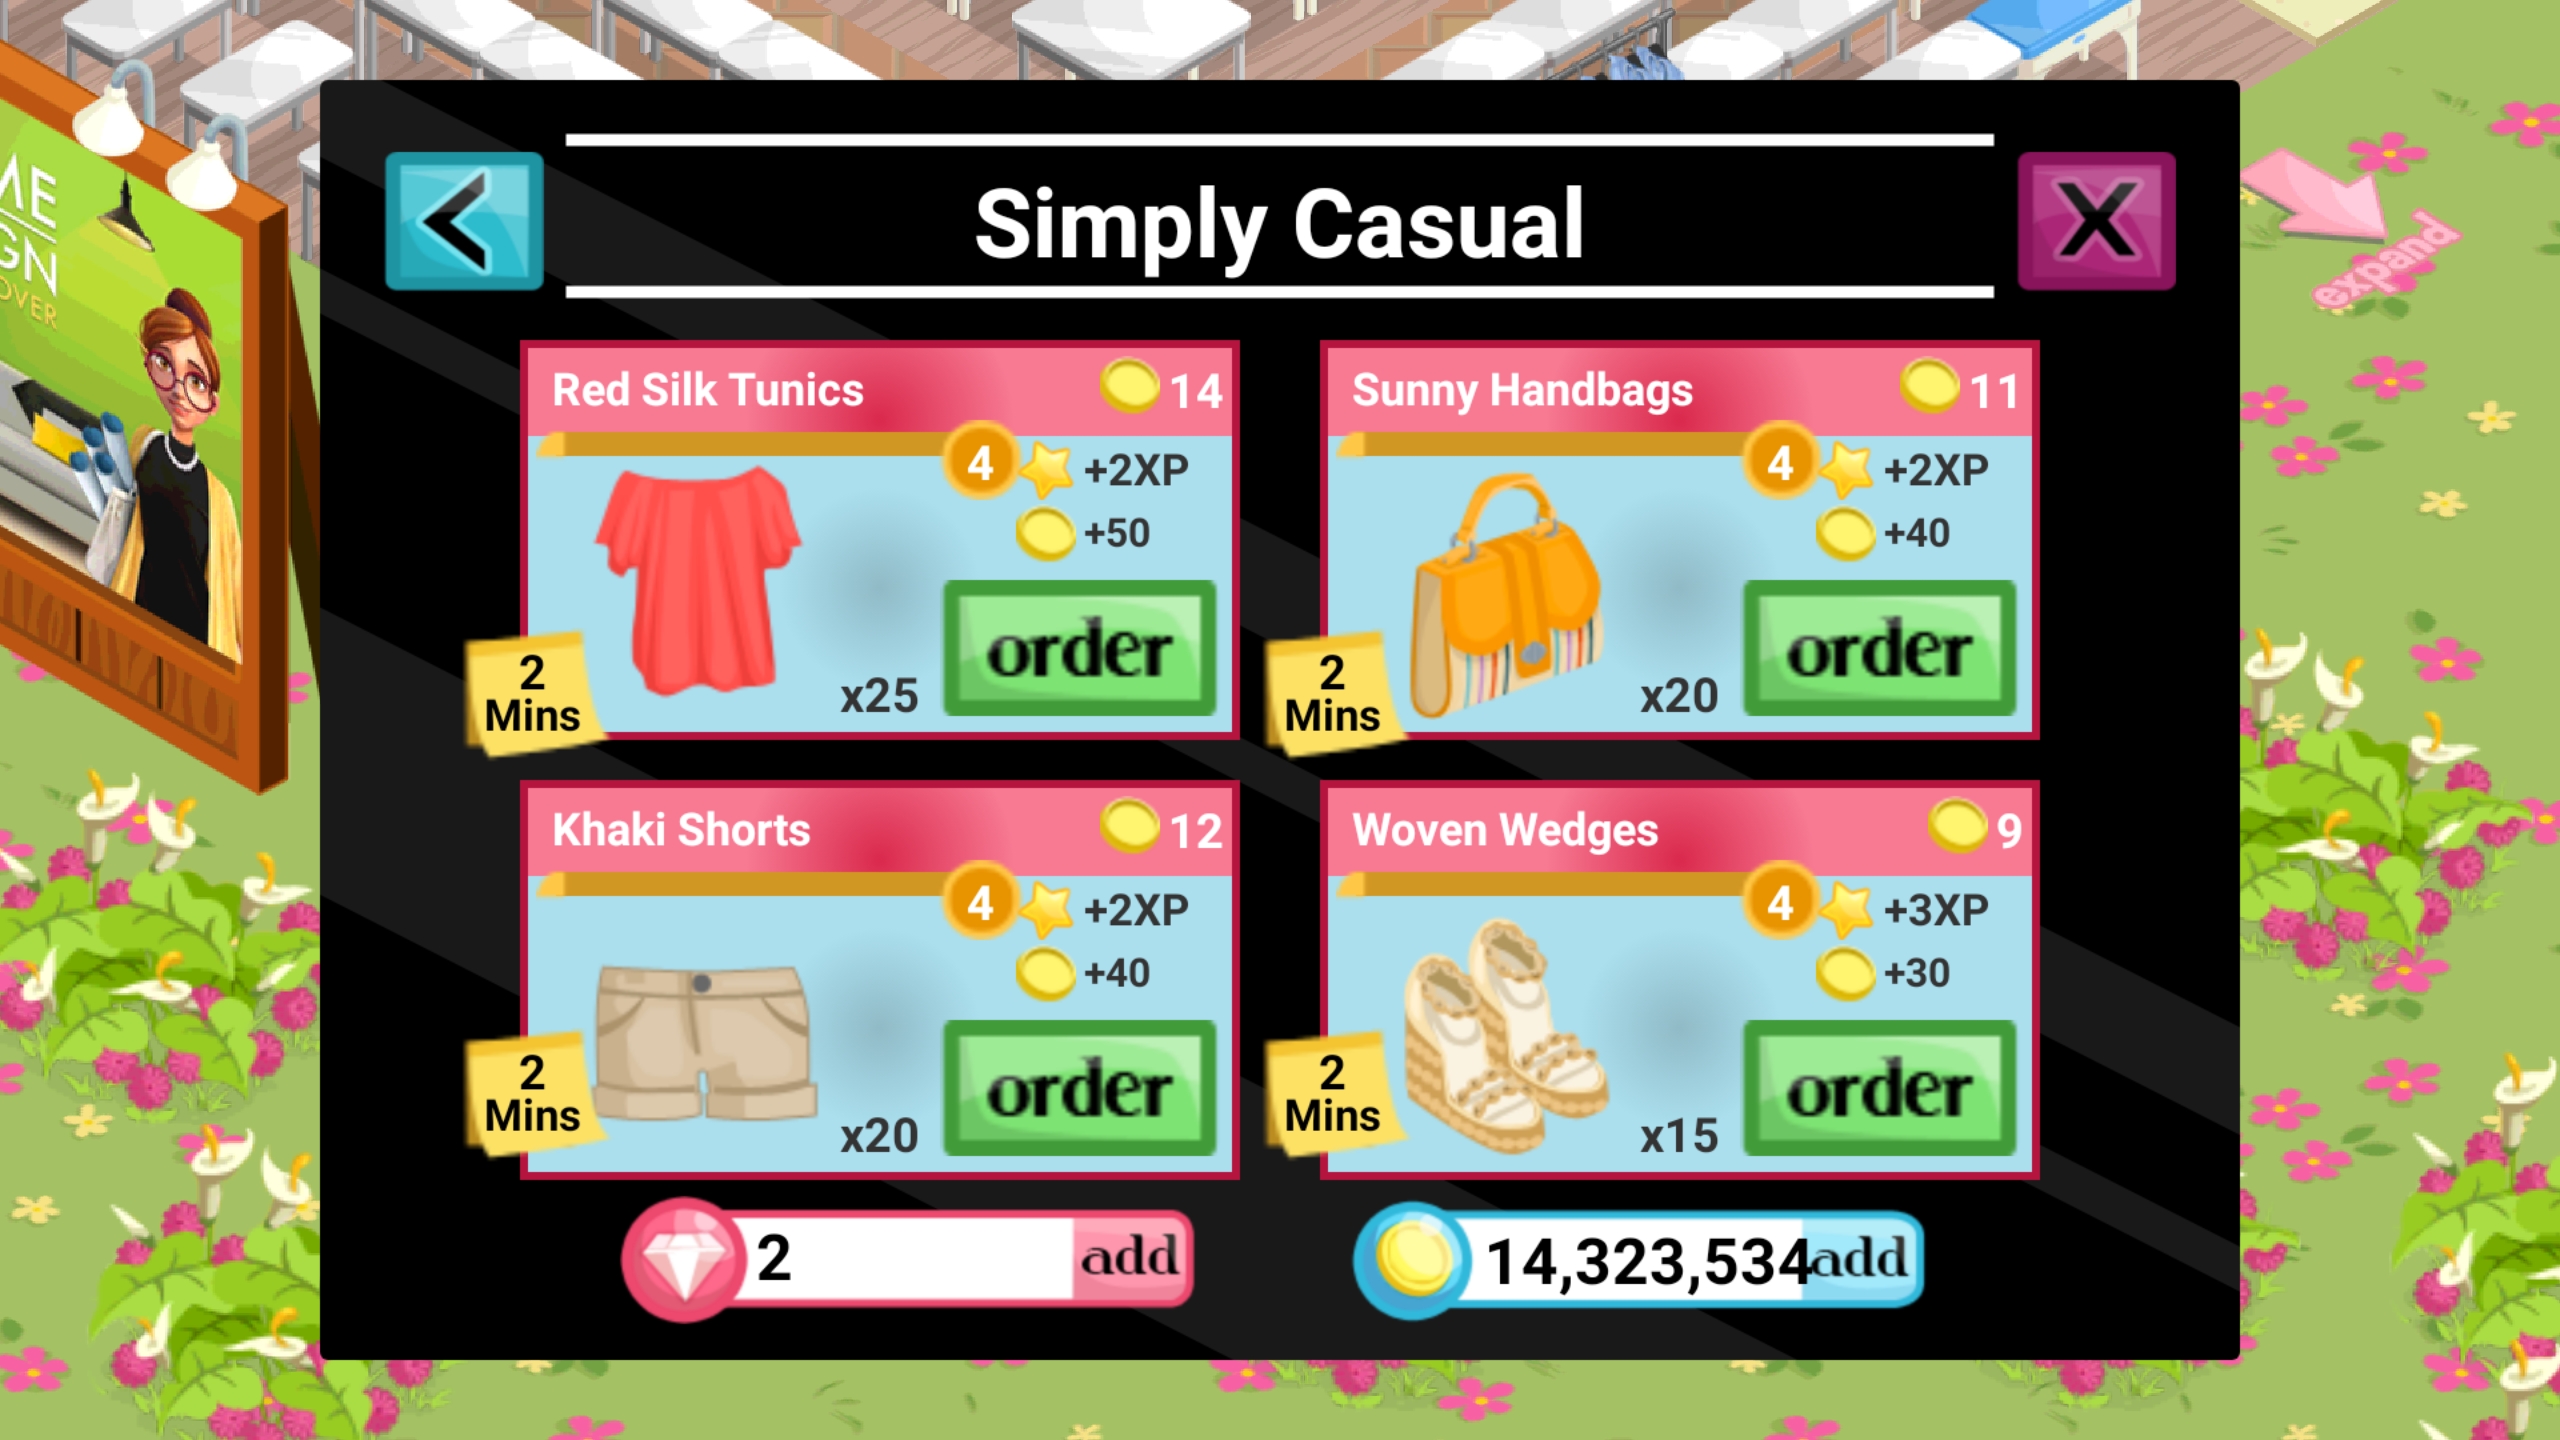 Simply Casual
Red Silk Tunics 14
4 +2XP
+50
2
Mins
x25
order
Sunny Handbags 11
4 +2XP
+40
2
Mins
x20
order
Khaki Shorts 12
4 +2XP
+40
2
Mins
x20
order
Woven Wedges 9
4 +3XP
+30
2
Mins
x15
order
2 add
14,323,534 add
expand